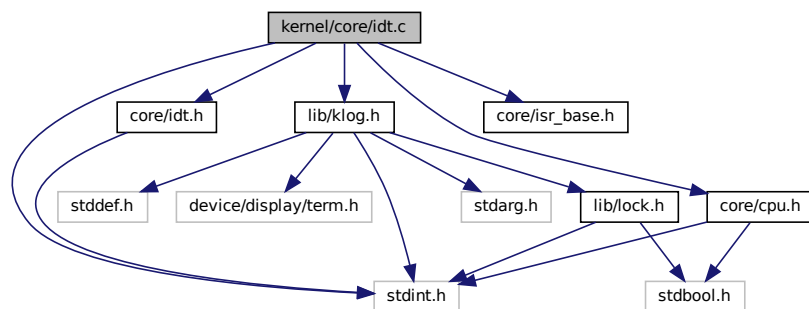 kernel/core/idt.c
core/idt.h
lib/klog.h
core/isr_base.h
stddef.h
device/display/term.h
stdarg.h
lib/lock.h
core/cpu.h
stdint.h
stdbool.h